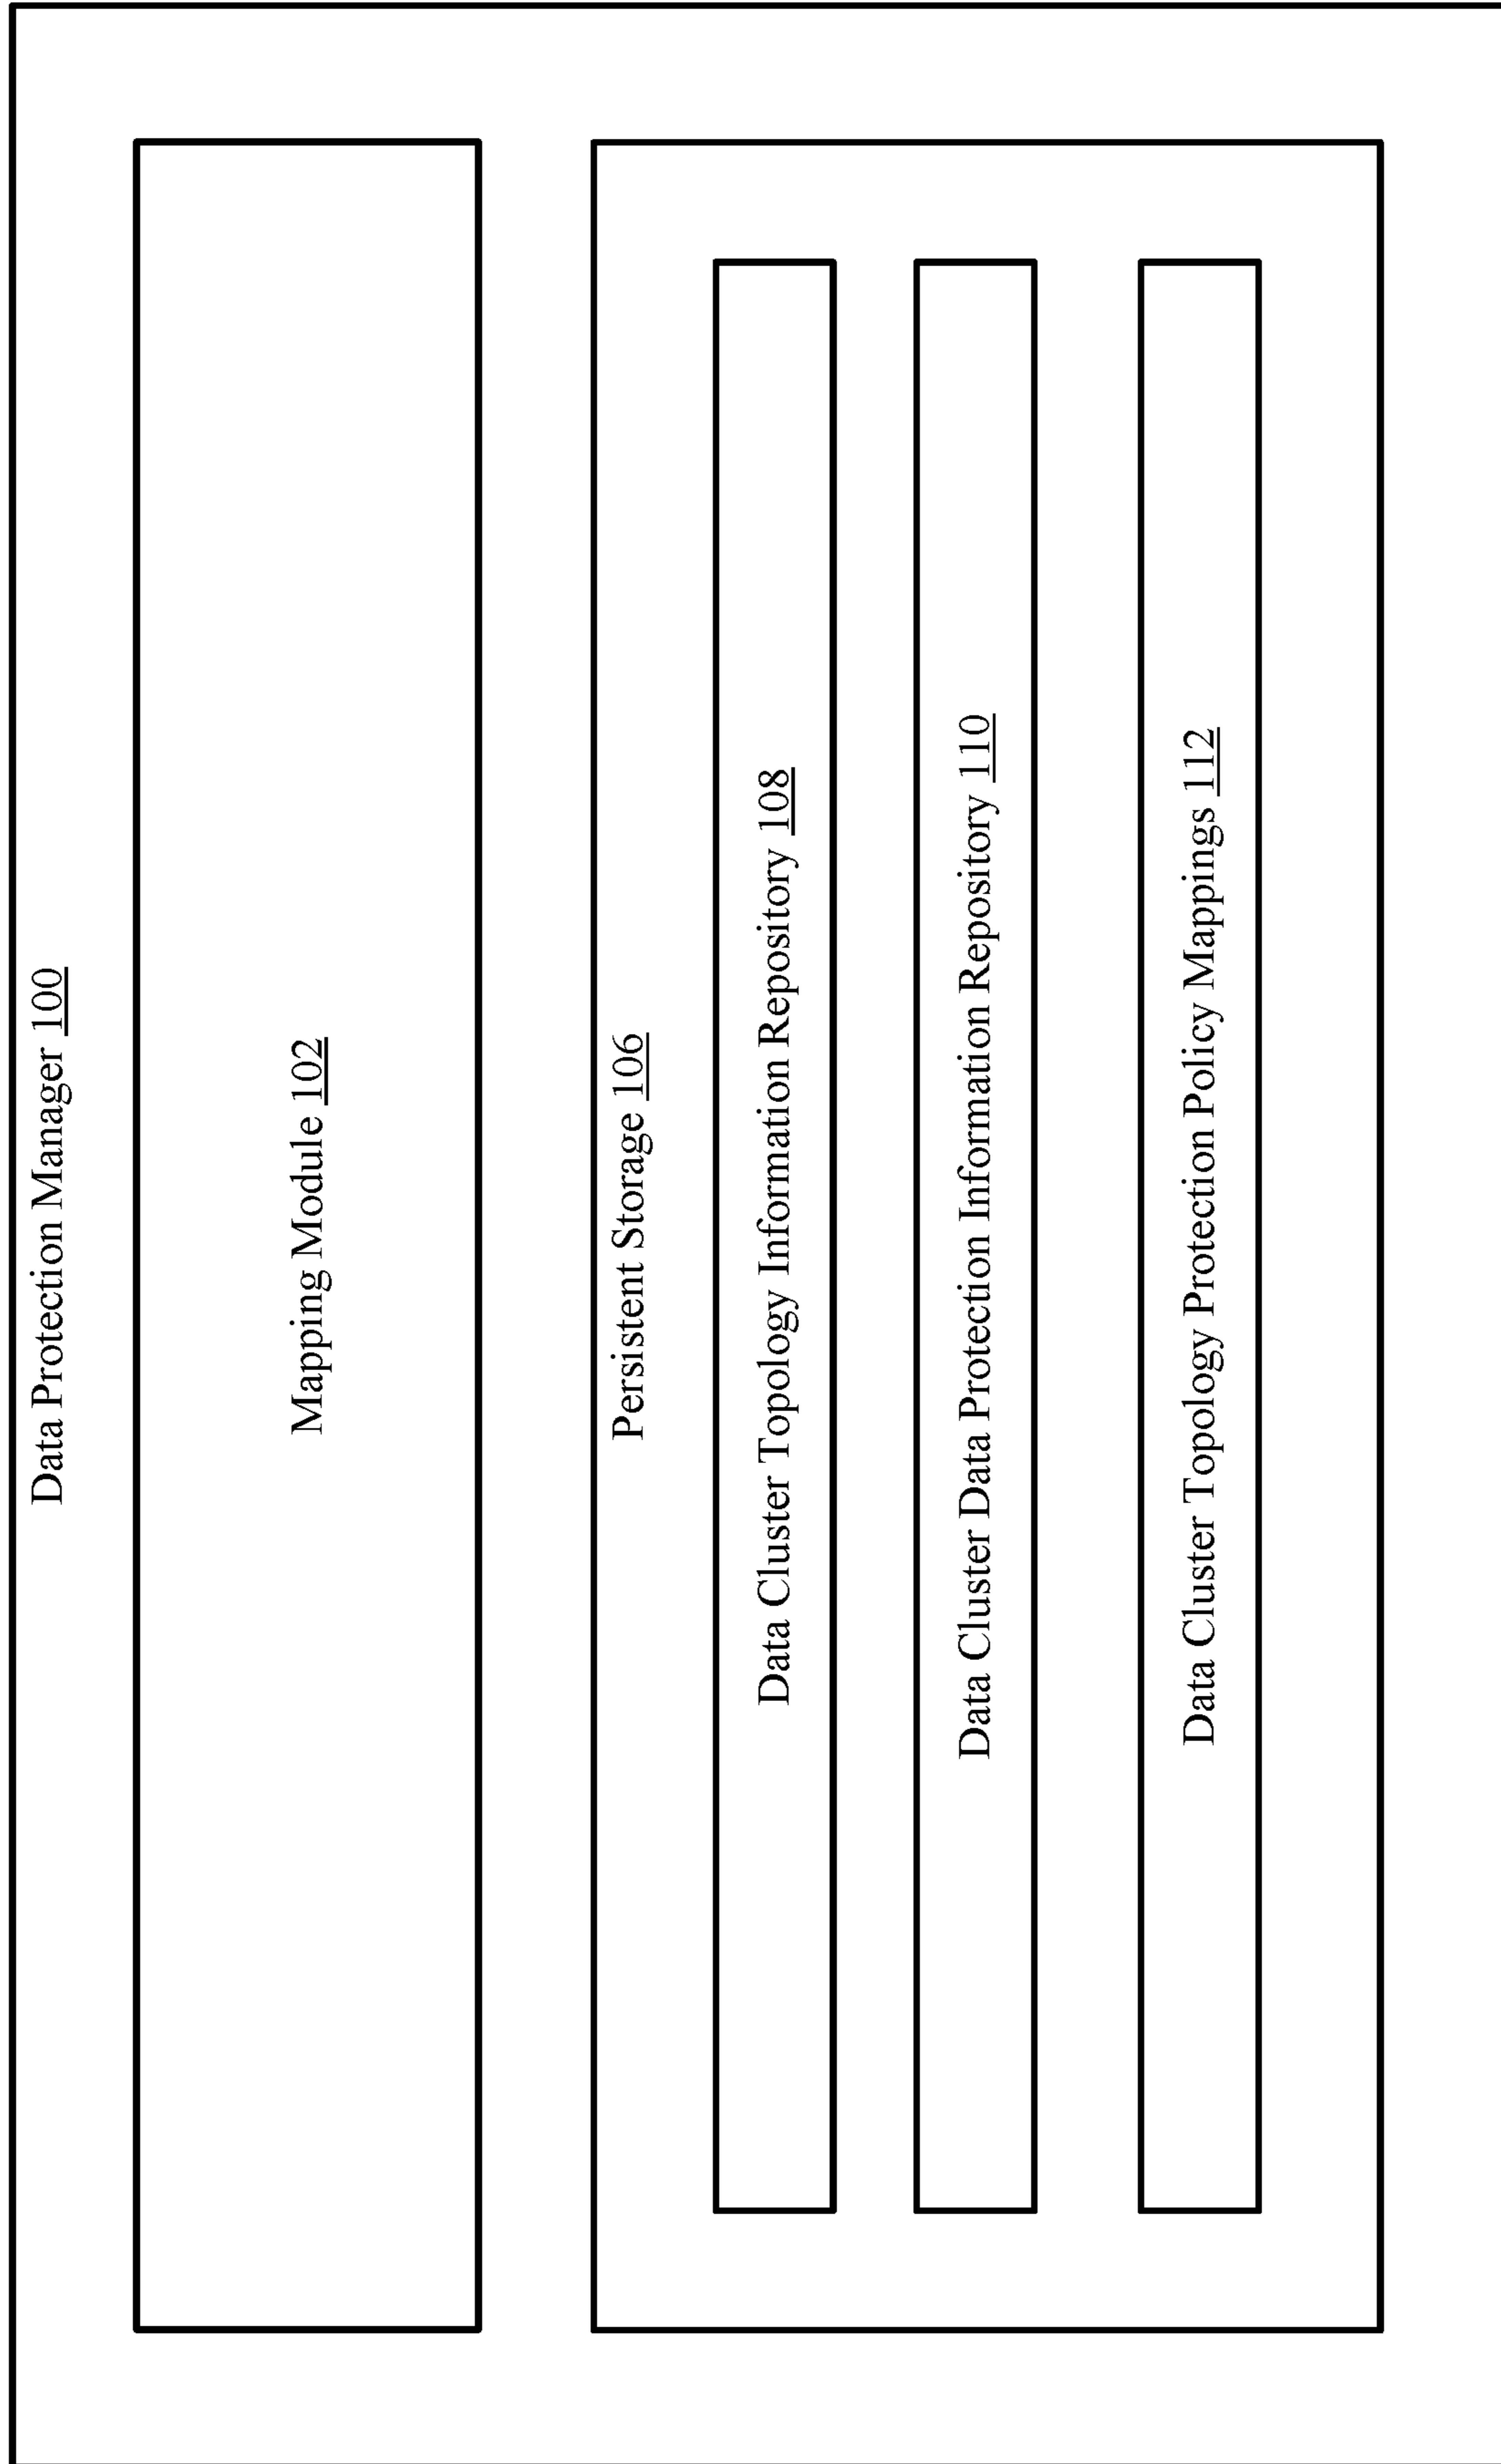 Data Protection Manager 100
Mapping Module 102
Persistent Storage 106
Data Cluster Topology Information Repository 108
Data Cluster Data Protection Information Repository 110
Data Cluster Topology Protection Policy Mappings 112